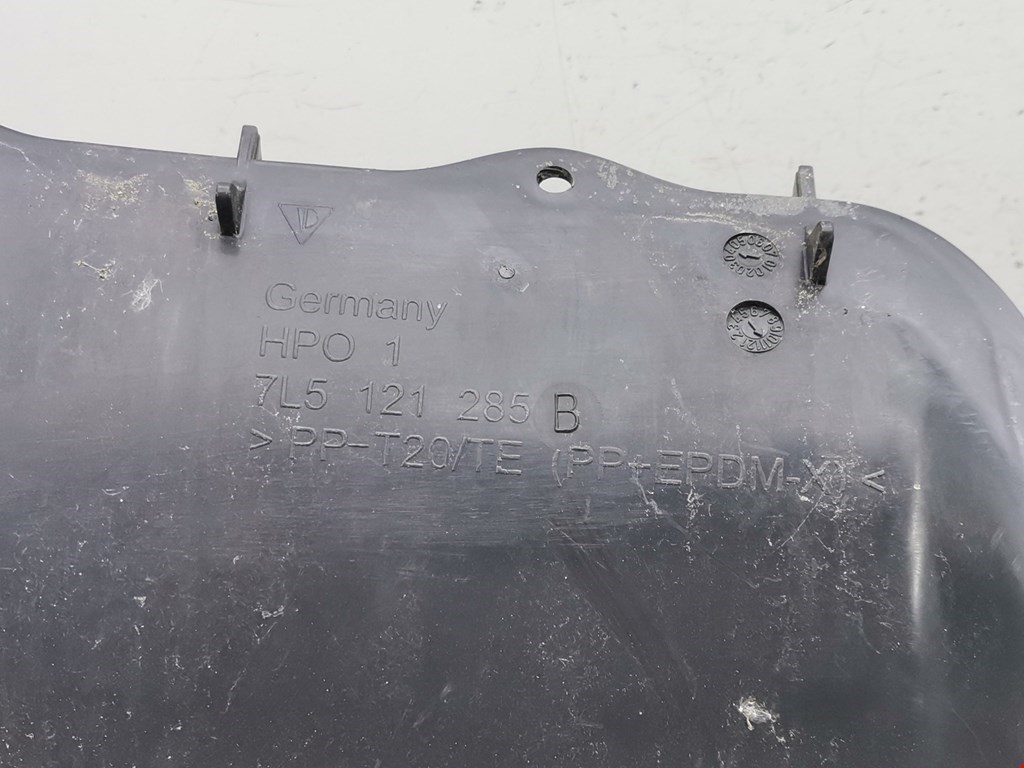 Germany
HPO 1
7L5 121 285 B
> PP-T20/TE (PP+EPDM-X) <